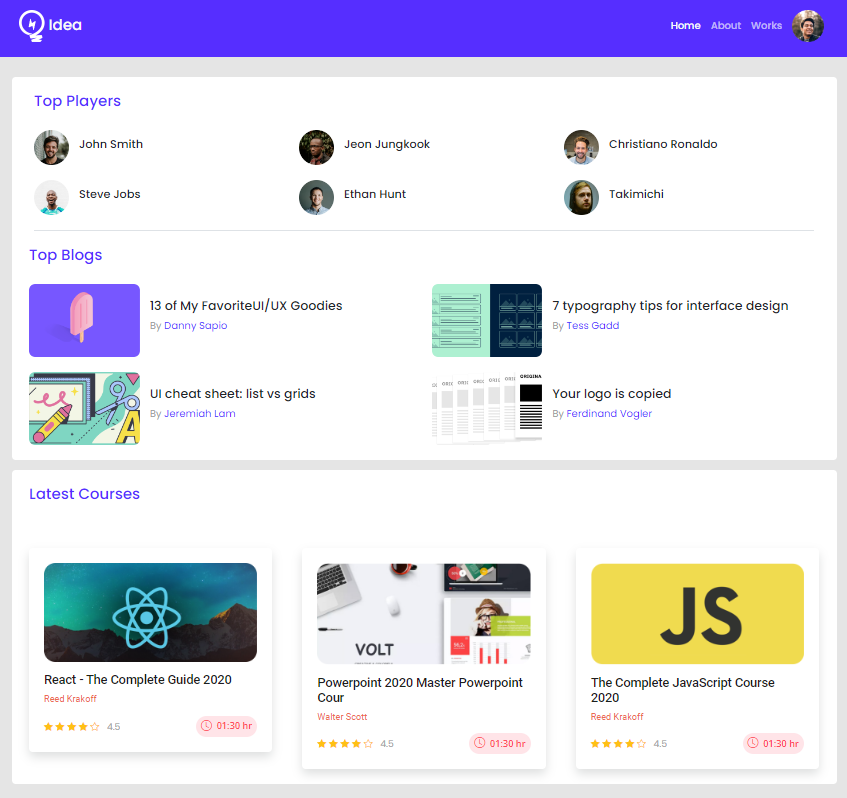 Idea
Home About Works
Top Players
John Smith
Jeon Jungkook
Christiano Ronaldo
Steve Jobs
Ethan Hunt
Takimichi
Top Blogs
13 of My FavoriteUI/UX Goodies
By Danny Sapio
7 typography tips for interface design
By Tess Gadd
UI cheat sheet: list vs grids
By Jeremiah Lam
ORIGINA
Your logo is copied
By Ferdinand Vogler
Latest Courses
React - The Complete Guide 2020
Reed Krakoff
4.5
01:30 hr
VOLT
Powerpoint 2020 Master Powerpoint
Cour
Walter Scott
4.5
01:30 hr
JS
The Complete JavaScript Course
2020
Reed Krakoff
4.5
01:30 hr